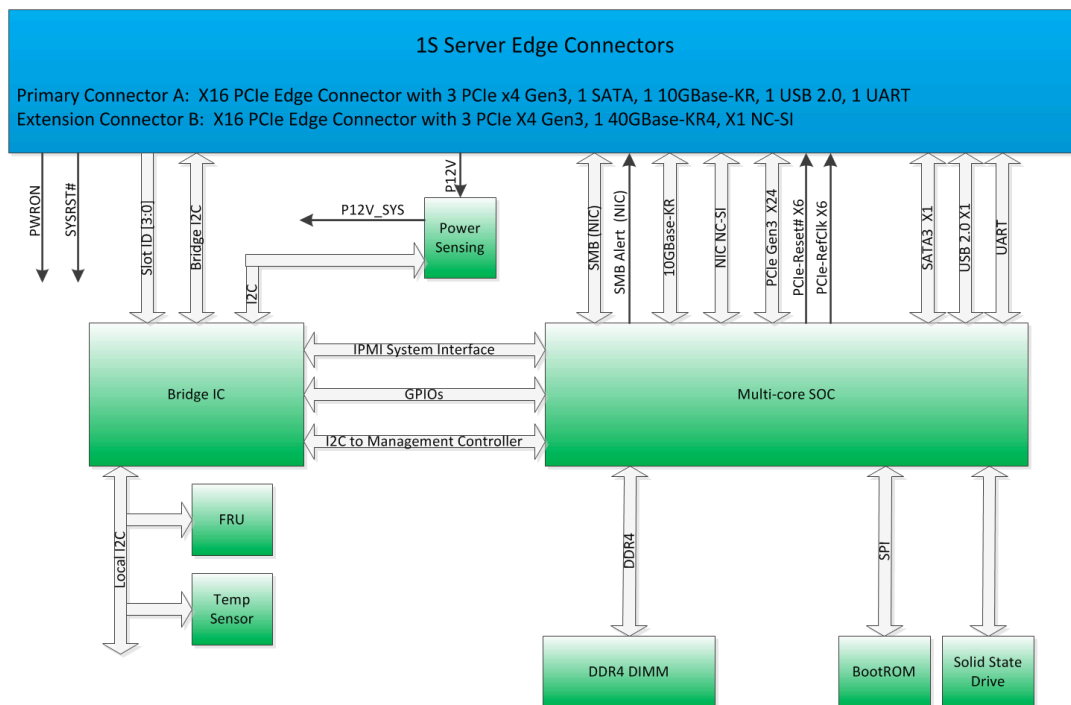 1S Server Edge Connectors
Primary Connector A: X16 PCIe Edge Connector with 3 PCIe x4 Gen3, 1 SATA, 1 10GBase-KR, 1 USB 2.0, 1 UART
Extension Connector B: X16 PCIe Edge Connector with 3 PCIe X4 Gen3, 1 40GBase-KR4, X1 NC-SI
PWRON
SYSRST#
Slot ID [3:0]
Bridge I2C
P12V
P12V_SYS
Power
Sensing
I2C
SMB (NIC)
SMB Alert (NIC)
10GBase-KR
NIC NC-SI
PCIe Gen3 X24
PCIe-Reset# X6
PCIe-RefClk X6
SATA3 X1
USB 2.0 X1
UART
Bridge IC
IPMI System Interface
GPIOs
I2C to Management Controller
Multi-core SOC
Local I2C
FRU
Temp
Sensor
DDR4
SPI
DDR4 DIMM
BootROM
Solid State
Drive